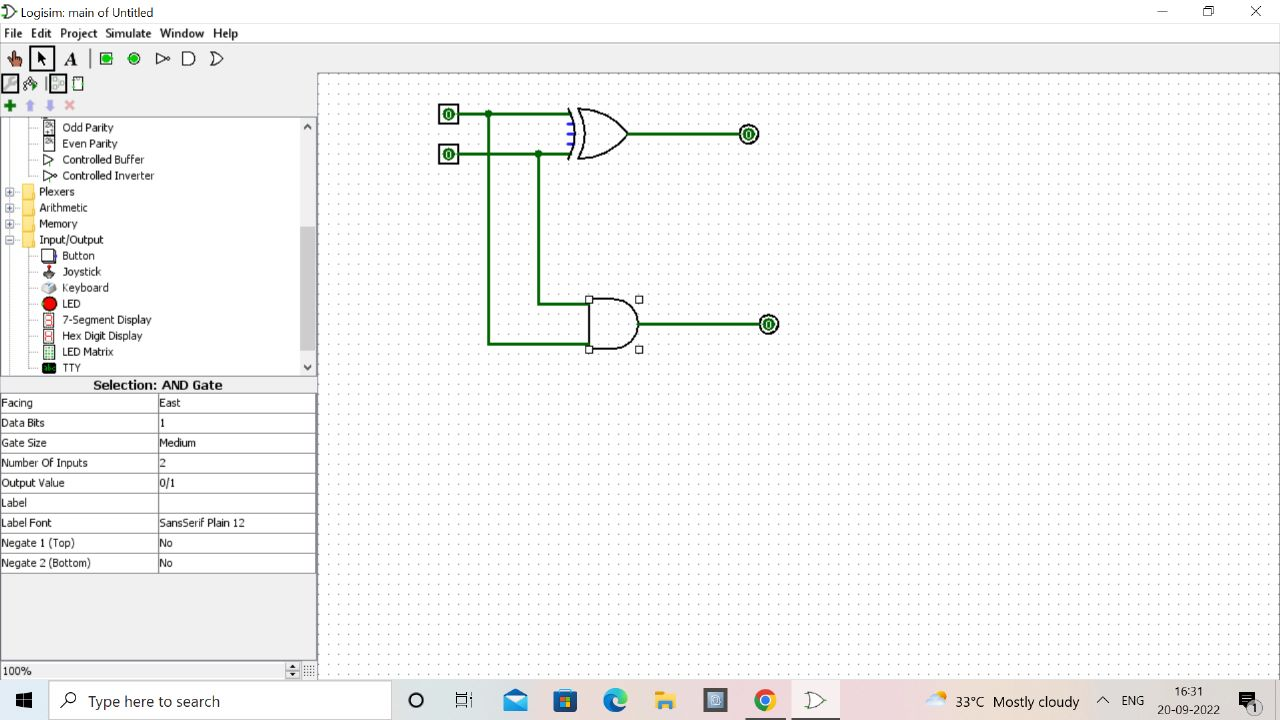 Logisim: main of Untitled
File Edit Project Simulate Window Help
A
Odd Parity
Even Parity
Controlled Buffer
Controlled Inverter
Plexers
Arithmetic
Memory
Input/Output
Button
Joystick
Keyboard
LED
7-Segment Display
Hex Digit Display
LED Matrix
TTY
Selection: AND Gate
Facing East
Data Bits 1
Gate Size Medium
Number Of Inputs 2
Output Value 0/1
Label
Label Font SansSerif Plain 12
Negate 1 (Top) No
Negate 2 (Bottom) No
100%
0
0
0
0
Type here to search
33°C Mostly cloudy
ENG
16:31
20-09-2022
1